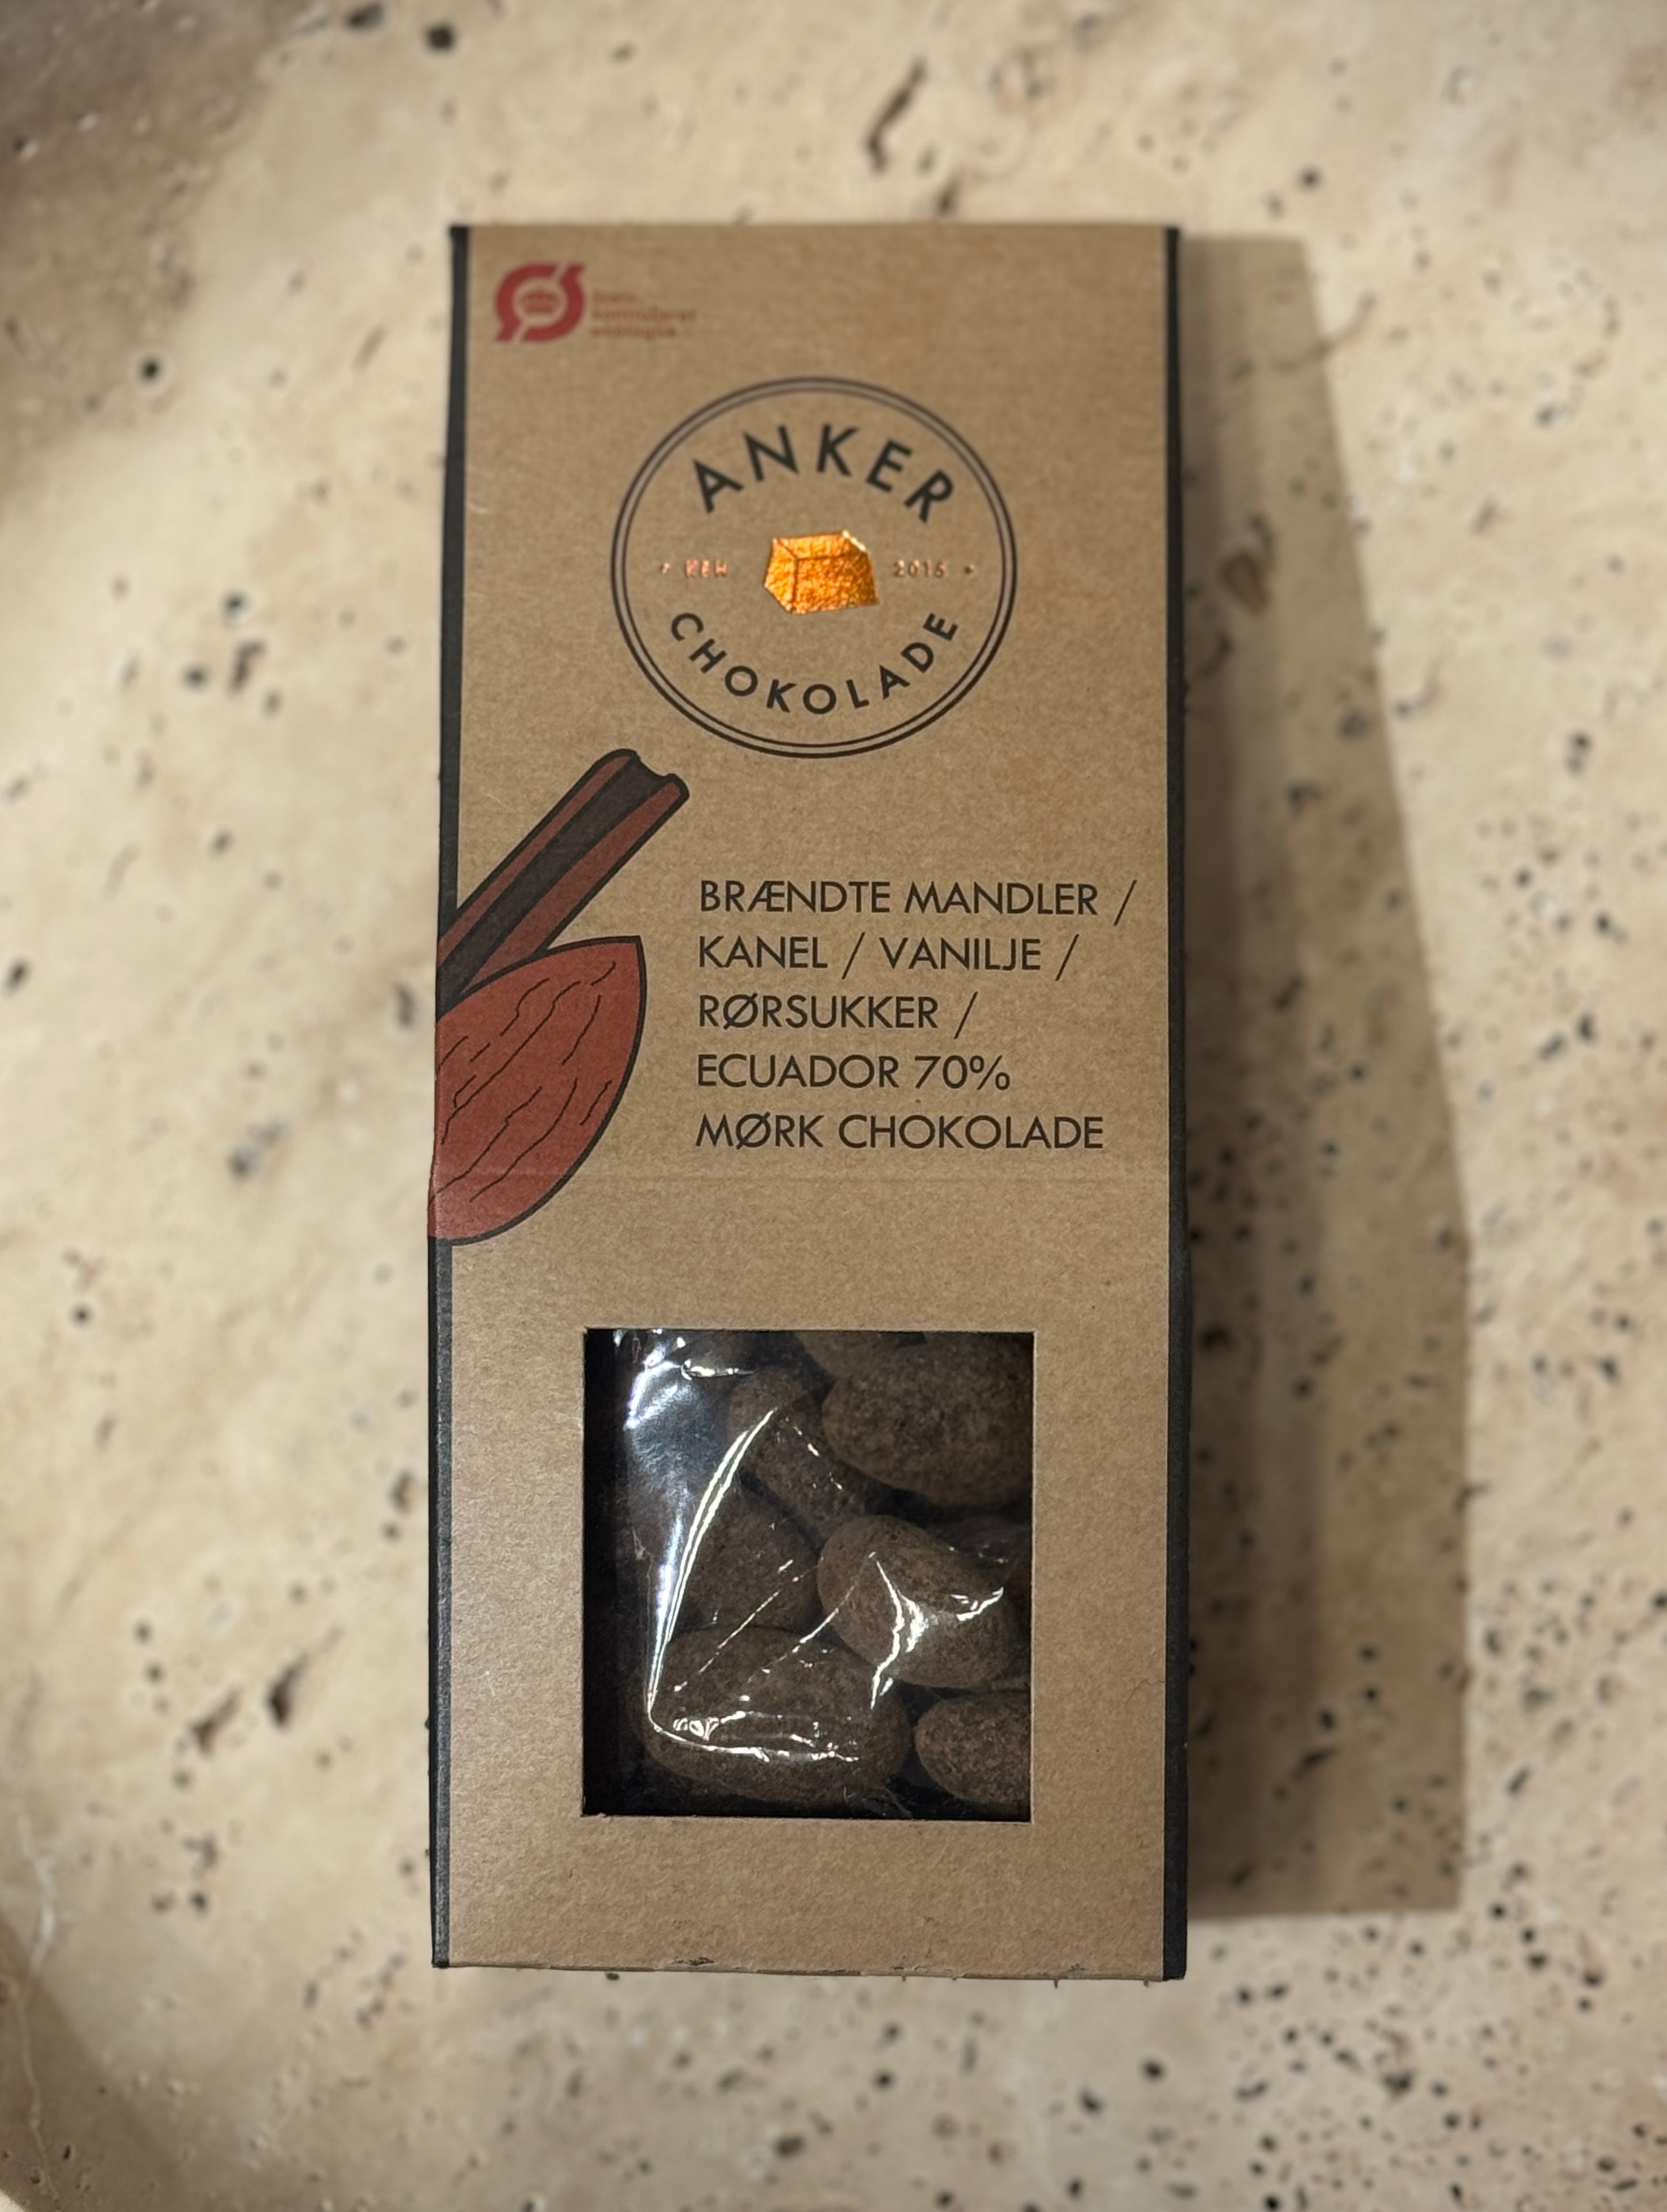 ANKER
KBH 2015
CHOKOLADE
BRÆNDTE MANDLER /
KANEL / VANILJE /
RØRSUKKER /
ECUADOR 70%
MØRK CHOKOLADE